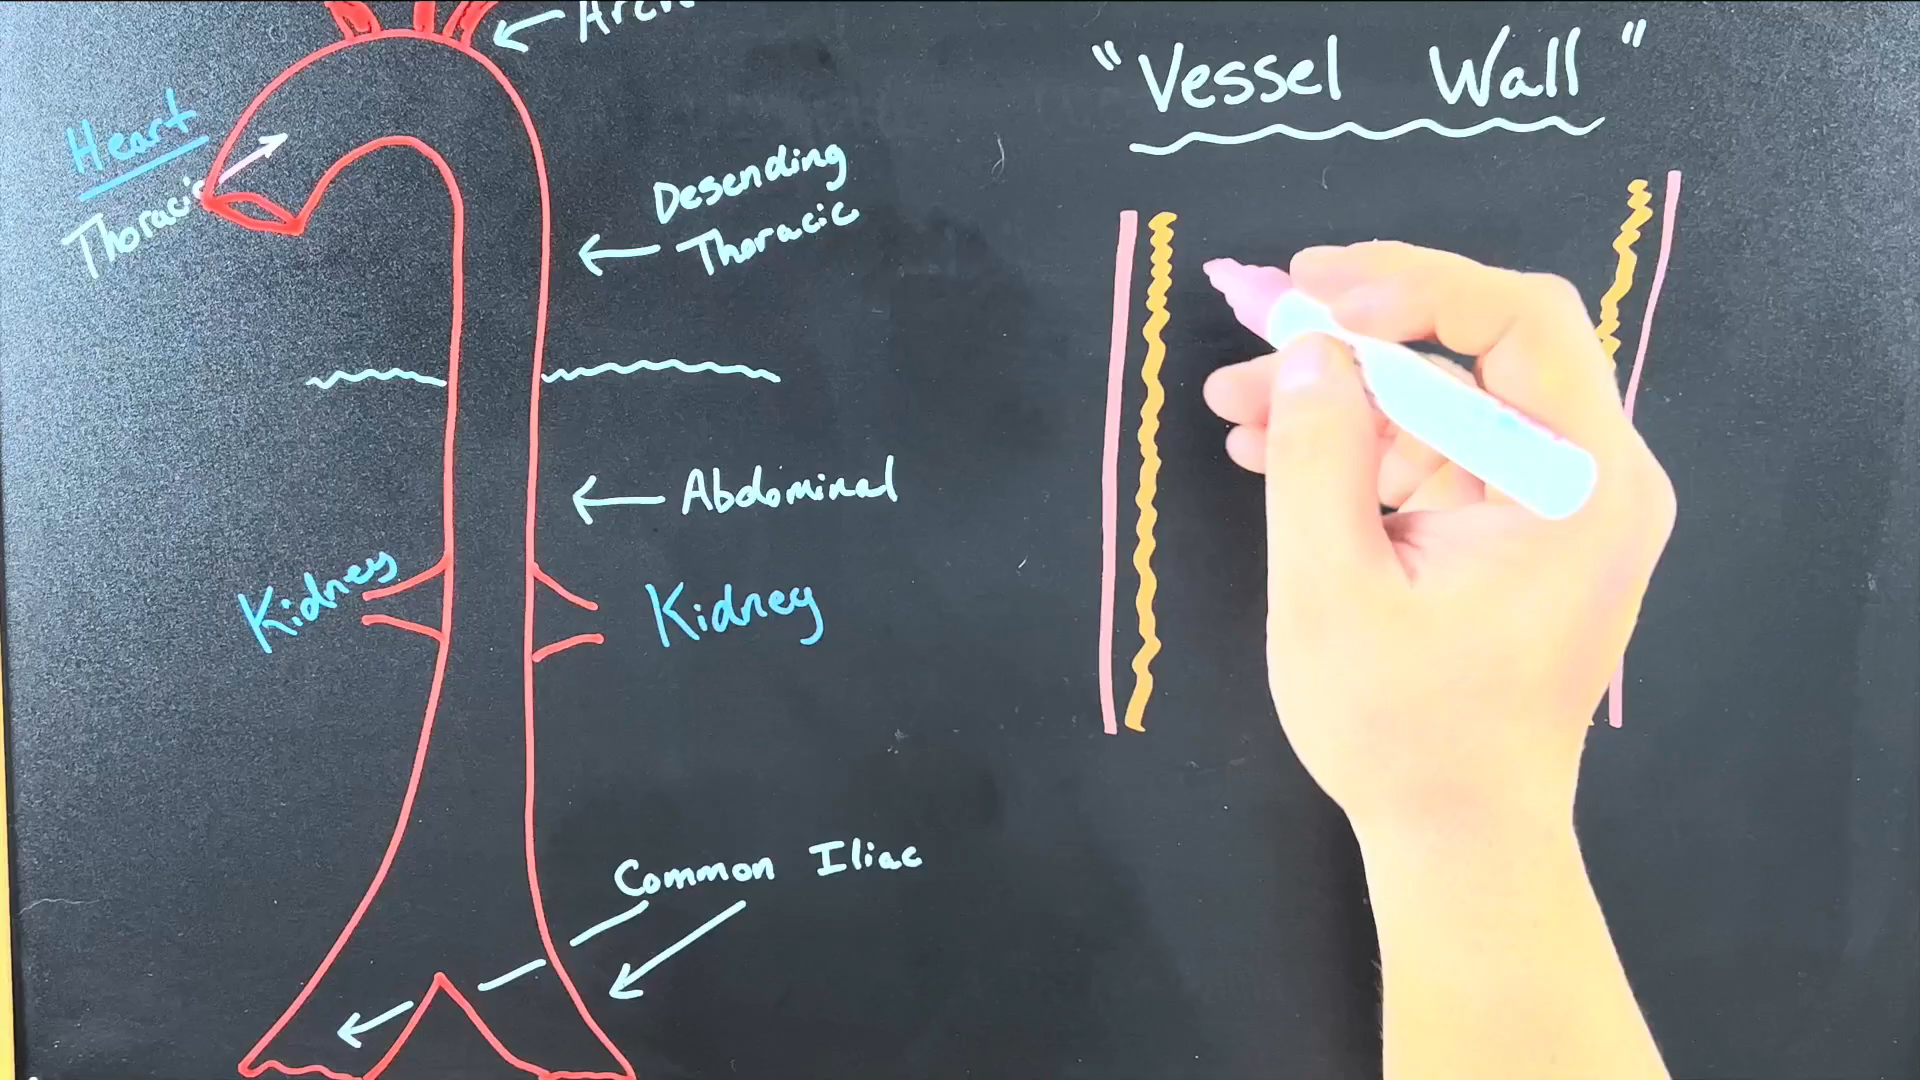 "Vessel Wall"
Heart
Thoracic
Desending
Thoracic
Abdominal
Kidney
Kidney
Common Iliac